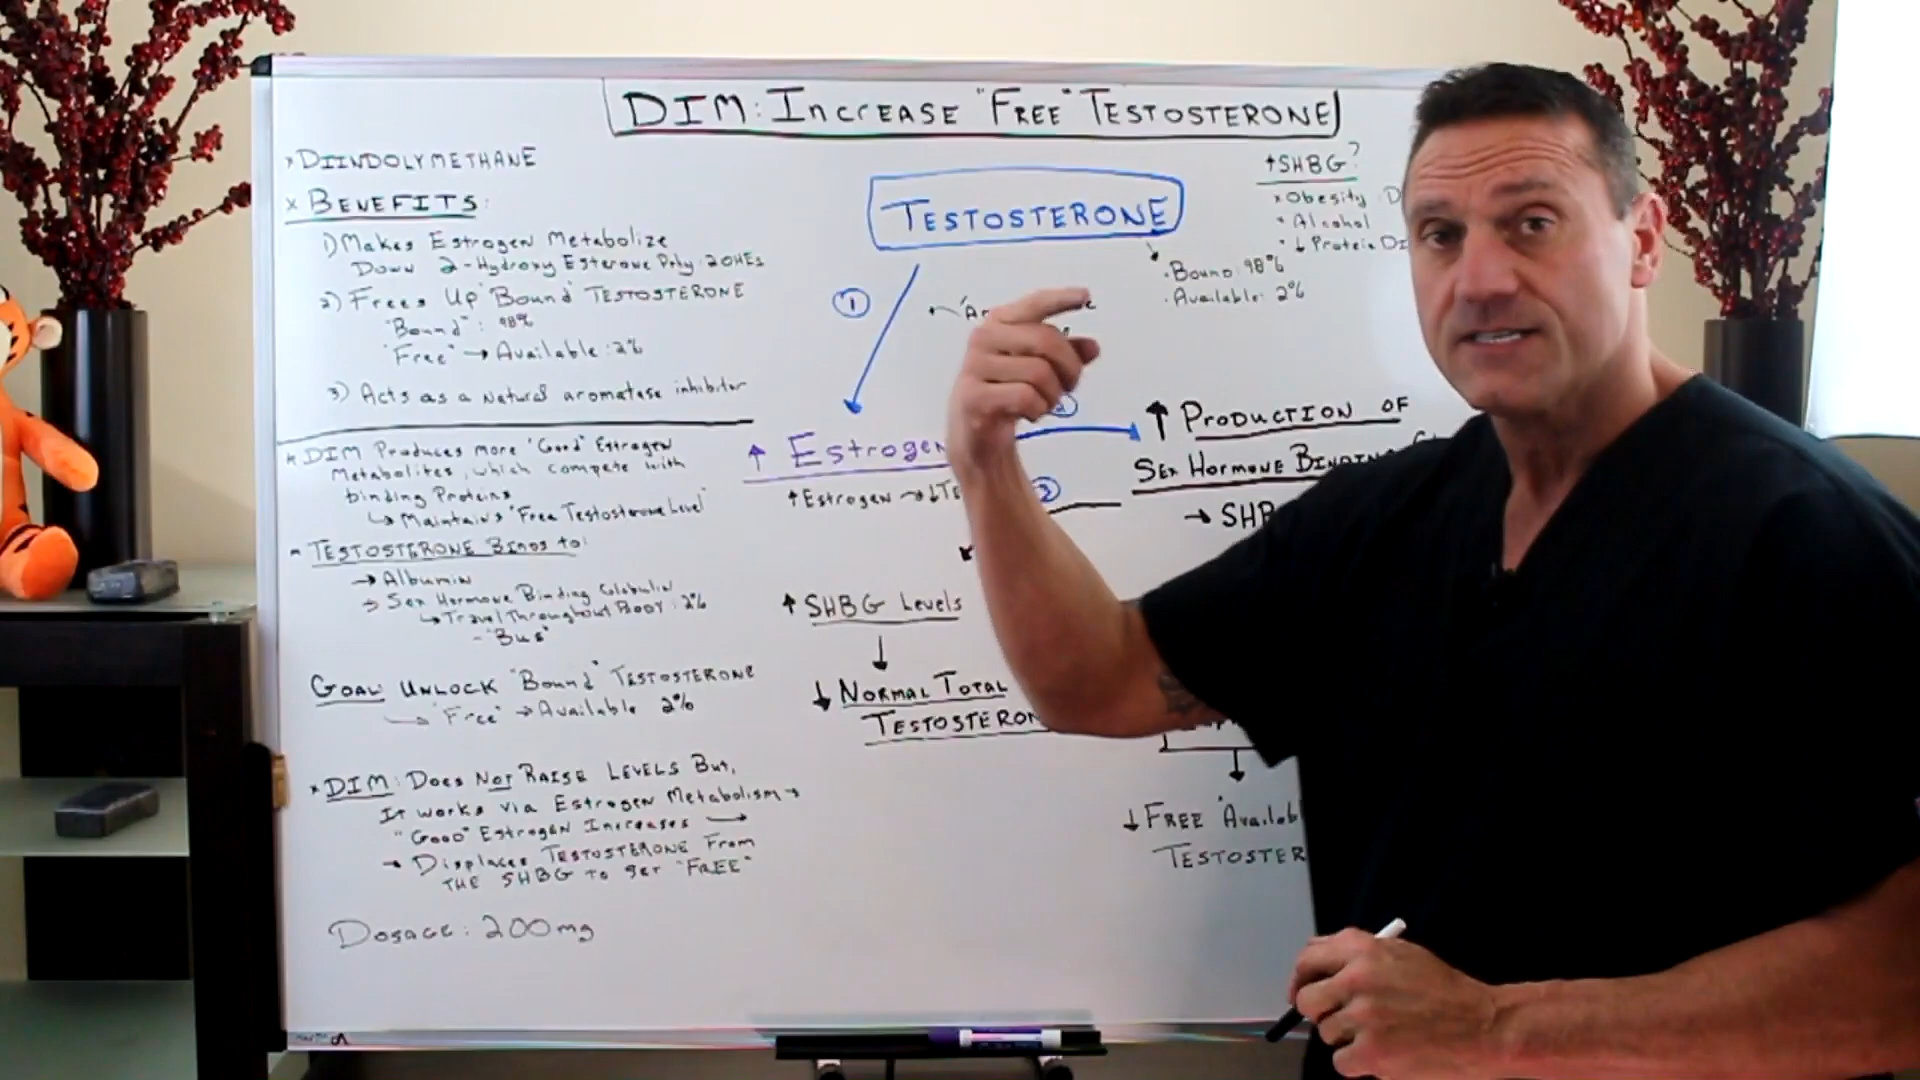 DIM: INCREASE "FREE" TESTOSTERONE
* DIINDOLYMETHANE
x BENEFITS:
1) Makes Estrogen Metabolize
Down 2-Hydroxy Esterone Poly: 2OHEs
2) Frees Up "Bound" TESTOSTERONE
"Bound": 98%
"Free" → Available: 2%
3) Acts as a Natural aromatase inhibitor
* DIM Produces more "Good" Estrogen
Metabolites, which compete with
binding Proteins
↳ Maintains "Free Testosterone Level"
- TESTOSTERONE BINDS to:
→ Albumin
→ Sex Hormone Binding Golobulin
↳ Travel Throughout Body: 2%
- "Bus"
GOAL: UNLOCK "Bound" TESTOSTERONE
"Free" → Available 2%
* DIM: Does Not RAISE LEVELS But,
It works via Estrogen Metabolism →
"Good" Estrogen Increases →
→ Displaces TESTOSTERONE From
THE SHBG to get "FREE"
Dosage: 200mg
TESTOSTERONE
• Bound: 98%
• Available: 2%
↑ SHBG?
x Obesity
* Alcohol
• ↓ Protein
1
↑ Estrogen
↑ Estrogen → ↓
2
↑ PRODUCTION OF
SEX HORMONE BINDING
→ SHB
3
↑ SHBG Levels
↓ NORMAL TOTAL
TESTOSTERON
↓ FREE "Availabl
TESTOSTER